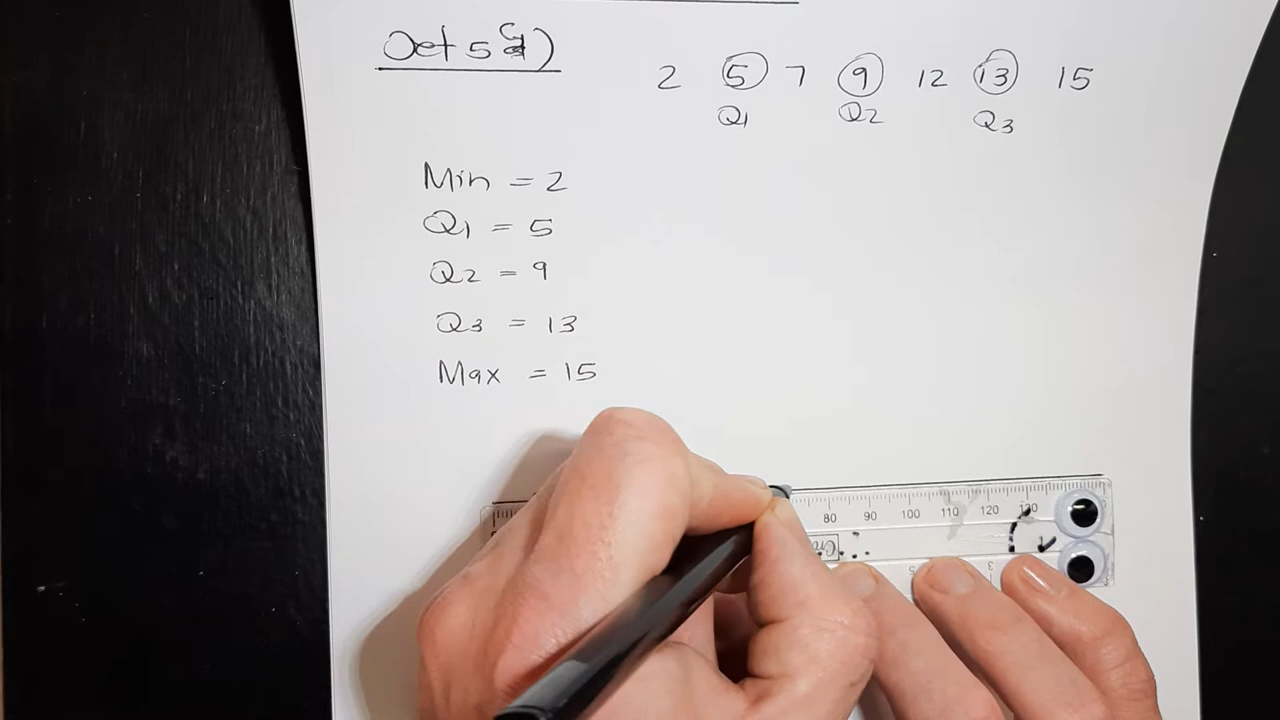 Oct 5
2 5 7 9 12 13 15
Q1 Q2 Q3
Min = 2
Q1 = 5
Q2 = 9
Q3 = 13
Max = 15
80 90 100 110 120 130